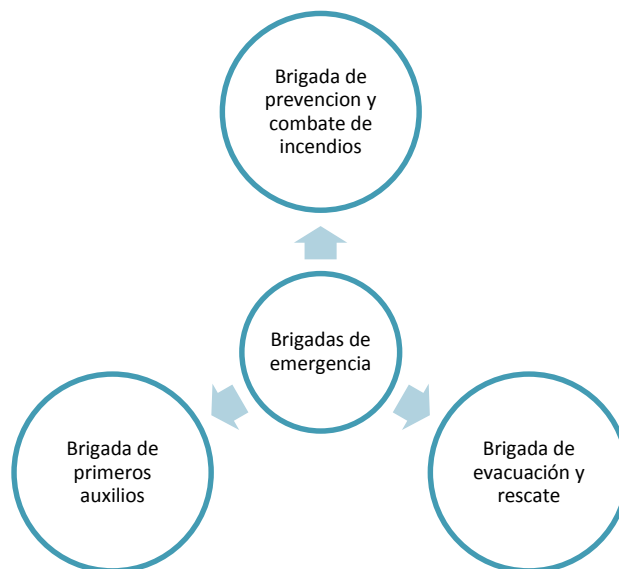 Brigada de
prevencion y
combate de
incendios
Brigadas de
emergencia
Brigada de
primeros
auxilios
Brigada de
evacuación y
rescate